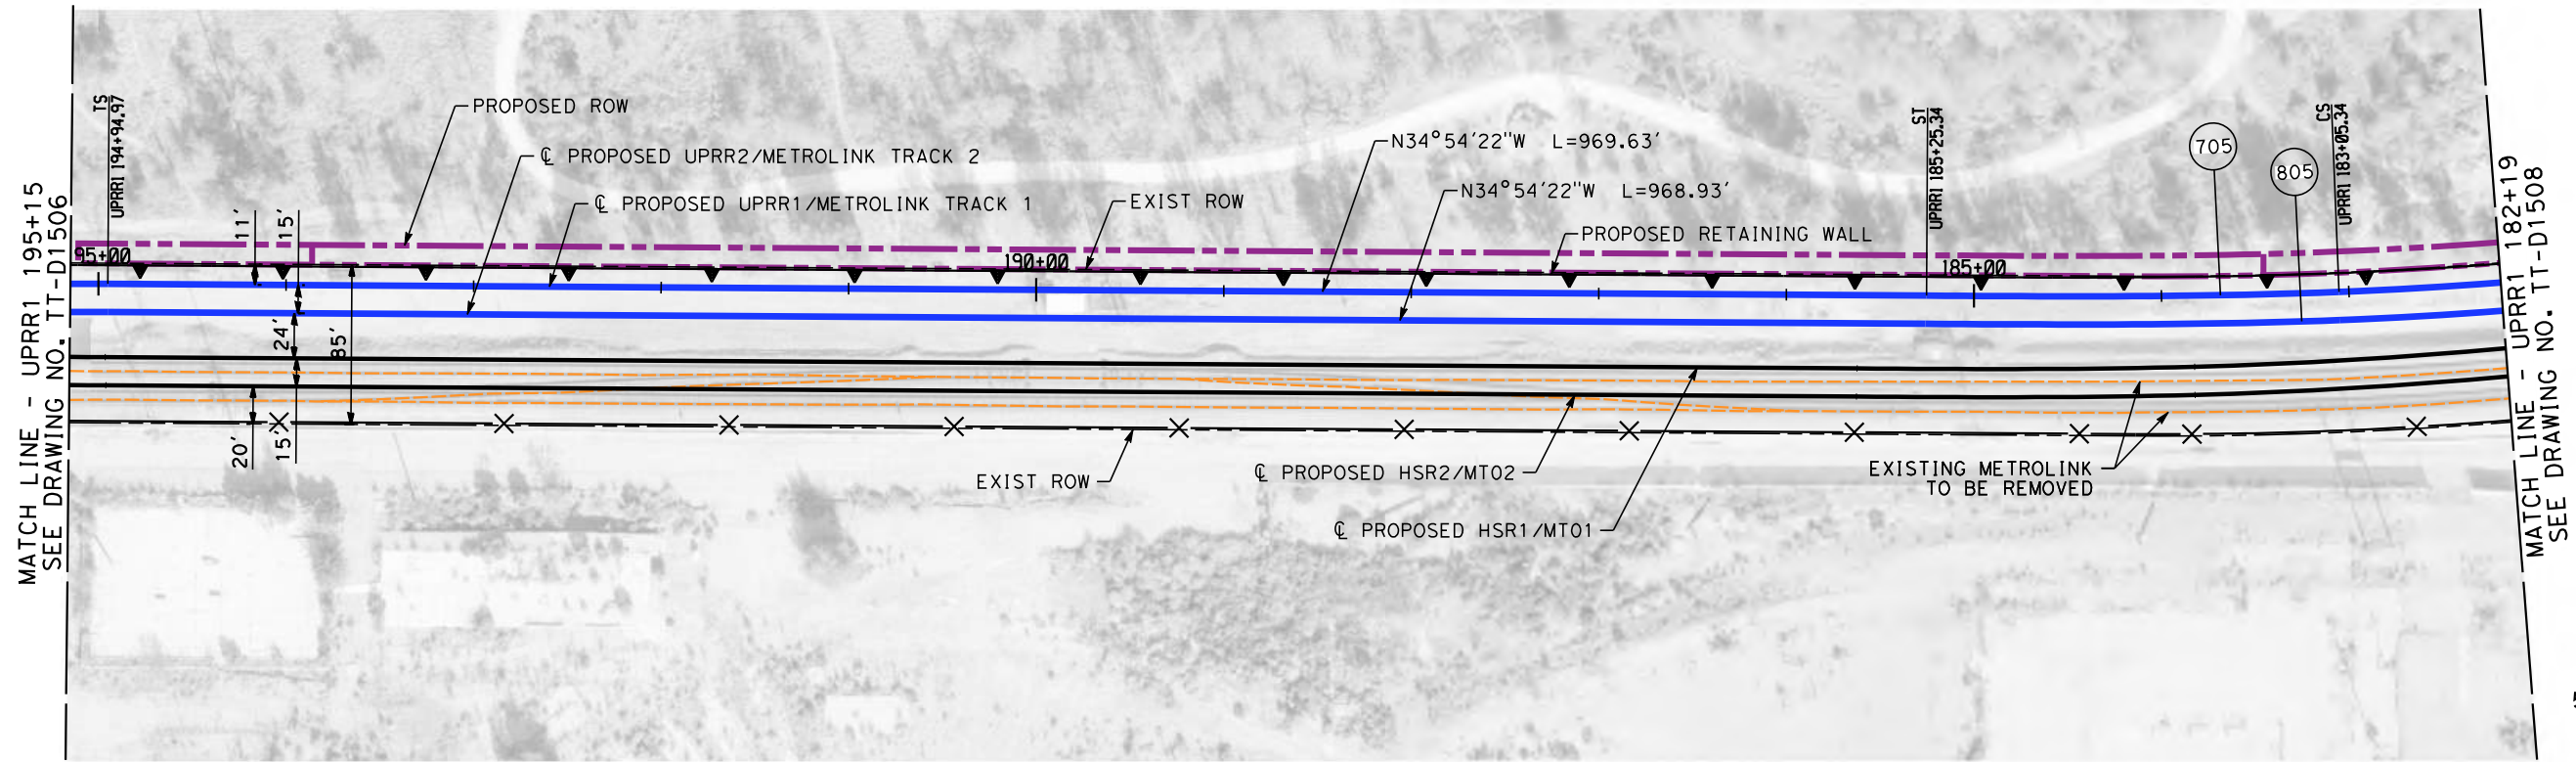 MATCH LINE - UPRR1 195+15
SEE DRAWING NO. TT-D1506
TS
UPRR1 194+94.97
PROPOSED ROW
℄ PROPOSED UPRR2/METROLINK TRACK 2
℄ PROPOSED UPRR1/METROLINK TRACK 1
EXIST ROW
N34°54'22"W L=969.63'
N34°54'22"W L=968.93'
PROPOSED RETAINING WALL
ST
UPRR1 185+25.34
705
805
CS
UPRR1 183+05.34
11'
15'
95+00
190+00
185+00
24'
85'
20'
15'
EXIST ROW
℄ PROPOSED HSR2/MT02
℄ PROPOSED HSR1/MT01
EXISTING METROLINK
TO BE REMOVED
MATCH LINE - UPRR1 182+19
SEE DRAWING NO. TT-D1508